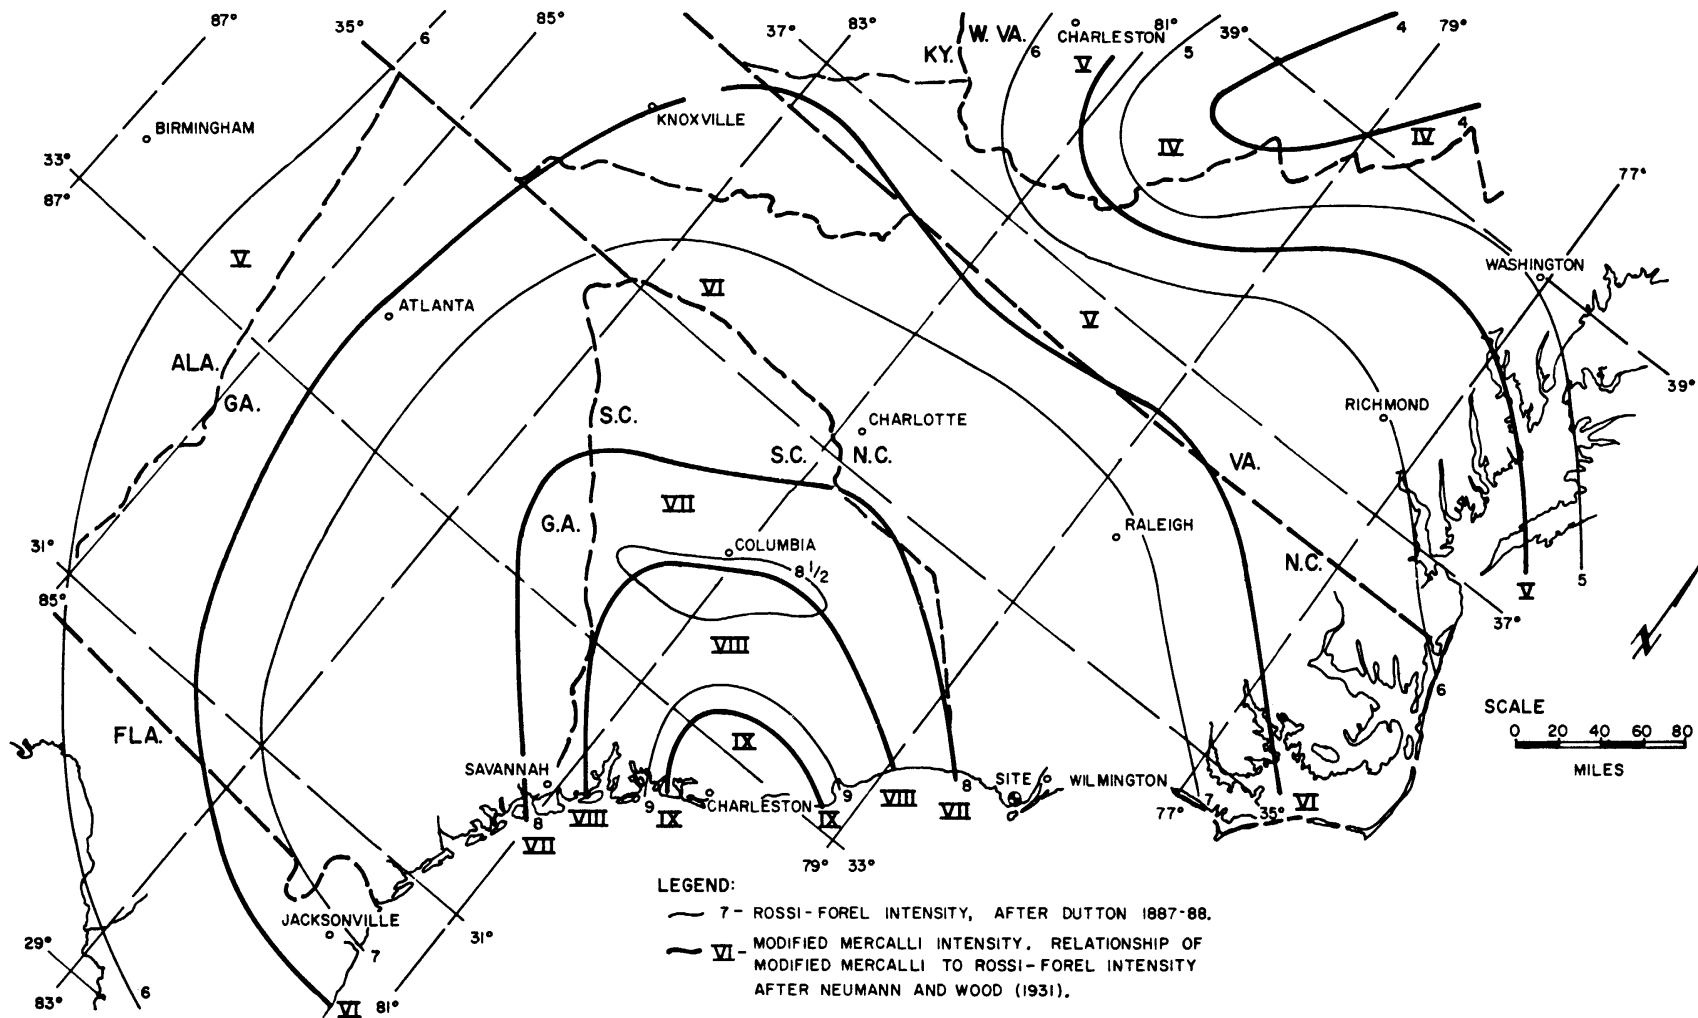 87°
35°
6
85°
37°
83°
KY.
W. VA.
6
CHARLESTON
V
81°
5
39°
4
79°
BIRMINGHAM
KNOXVILLE
IV
4
IV
33°
87°
77°
V
VI
V
WASHINGTON
ATLANTA
ALA.
GA.
S.C.
CHARLOTTE
S.C.
N.C.
RICHMOND
39°
VA.
VII
G.A.
RALEIGH
COLUMBIA
8 1/2
N.C.
31°
85°
V
5
37°
VIII
N
6
FLA.
IX
SCALE
0 20 40 60 80
MILES
SAVANNAH
CHARLESTON
SITE
WILMINGTON
8
VII
VIII
9
IX
IX
9
VIII
8
VII
77°
7
35°
VI
79°
33°
JACKSONVILLE
31°
7
29°
83°
6
VI
81°
LEGEND:
7 - ROSSI-FOREL INTENSITY, AFTER DUTTON 1887-88.
VI - MODIFIED MERCALLI INTENSITY. RELATIONSHIP OF
MODIFIED MERCALLI TO ROSSI-FOREL INTENSITY
AFTER NEUMANN AND WOOD (1931).